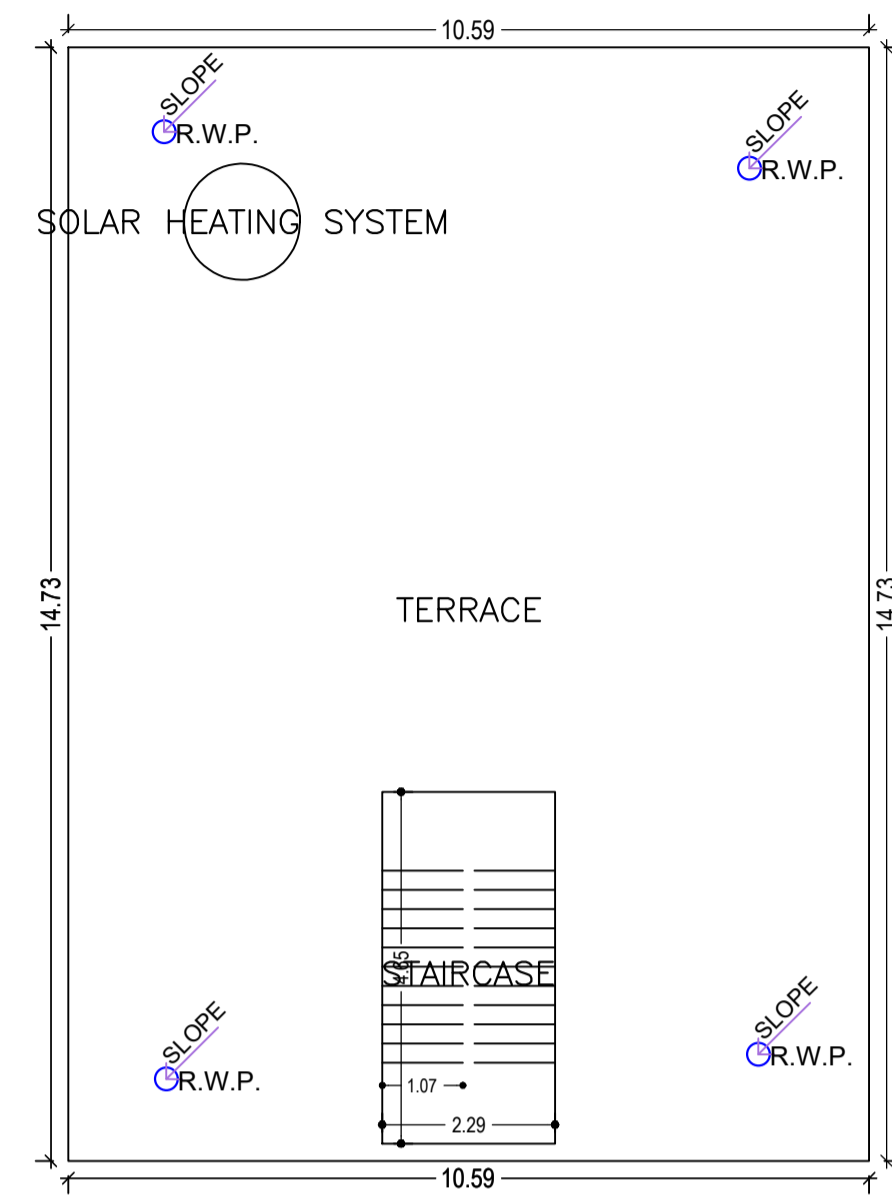 10.59
SLOPE
R.W.P.
SLOPE
R.W.P.
SOLAR HEATING SYSTEM
14.73
14.73
TERRACE
4.65
STAIRCASE
SLOPE
R.W.P.
SLOPE
R.W.P.
1.07
2.29
10.59